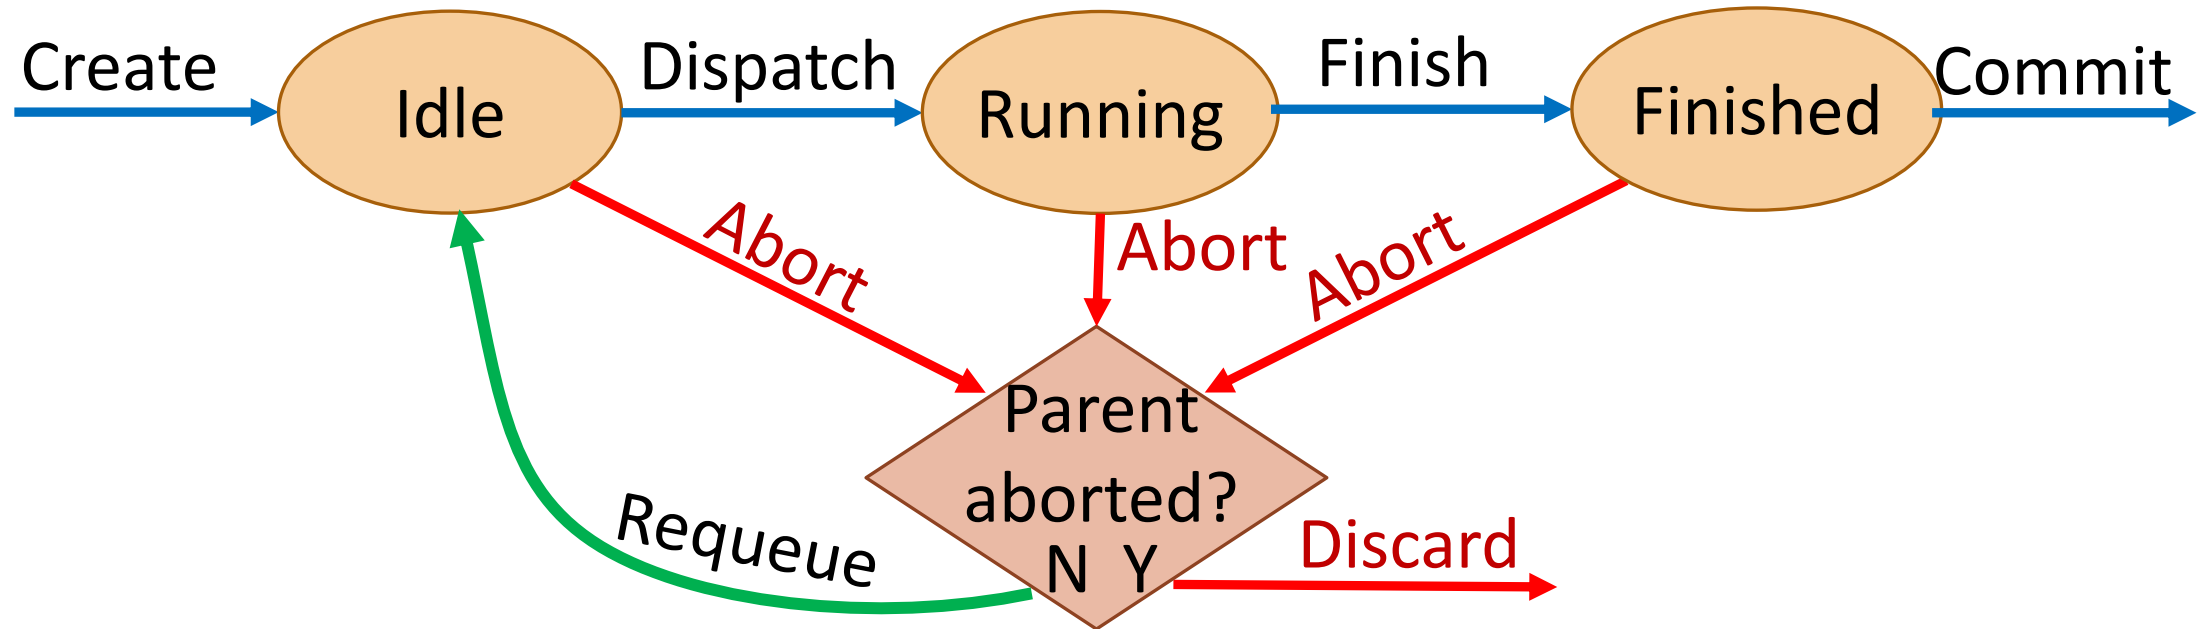 Create
Idle
Dispatch
Running
Finish
Finished
Commit
Abort
Abort
Abort
Parent
aborted?
N Y
Requeue
Discard